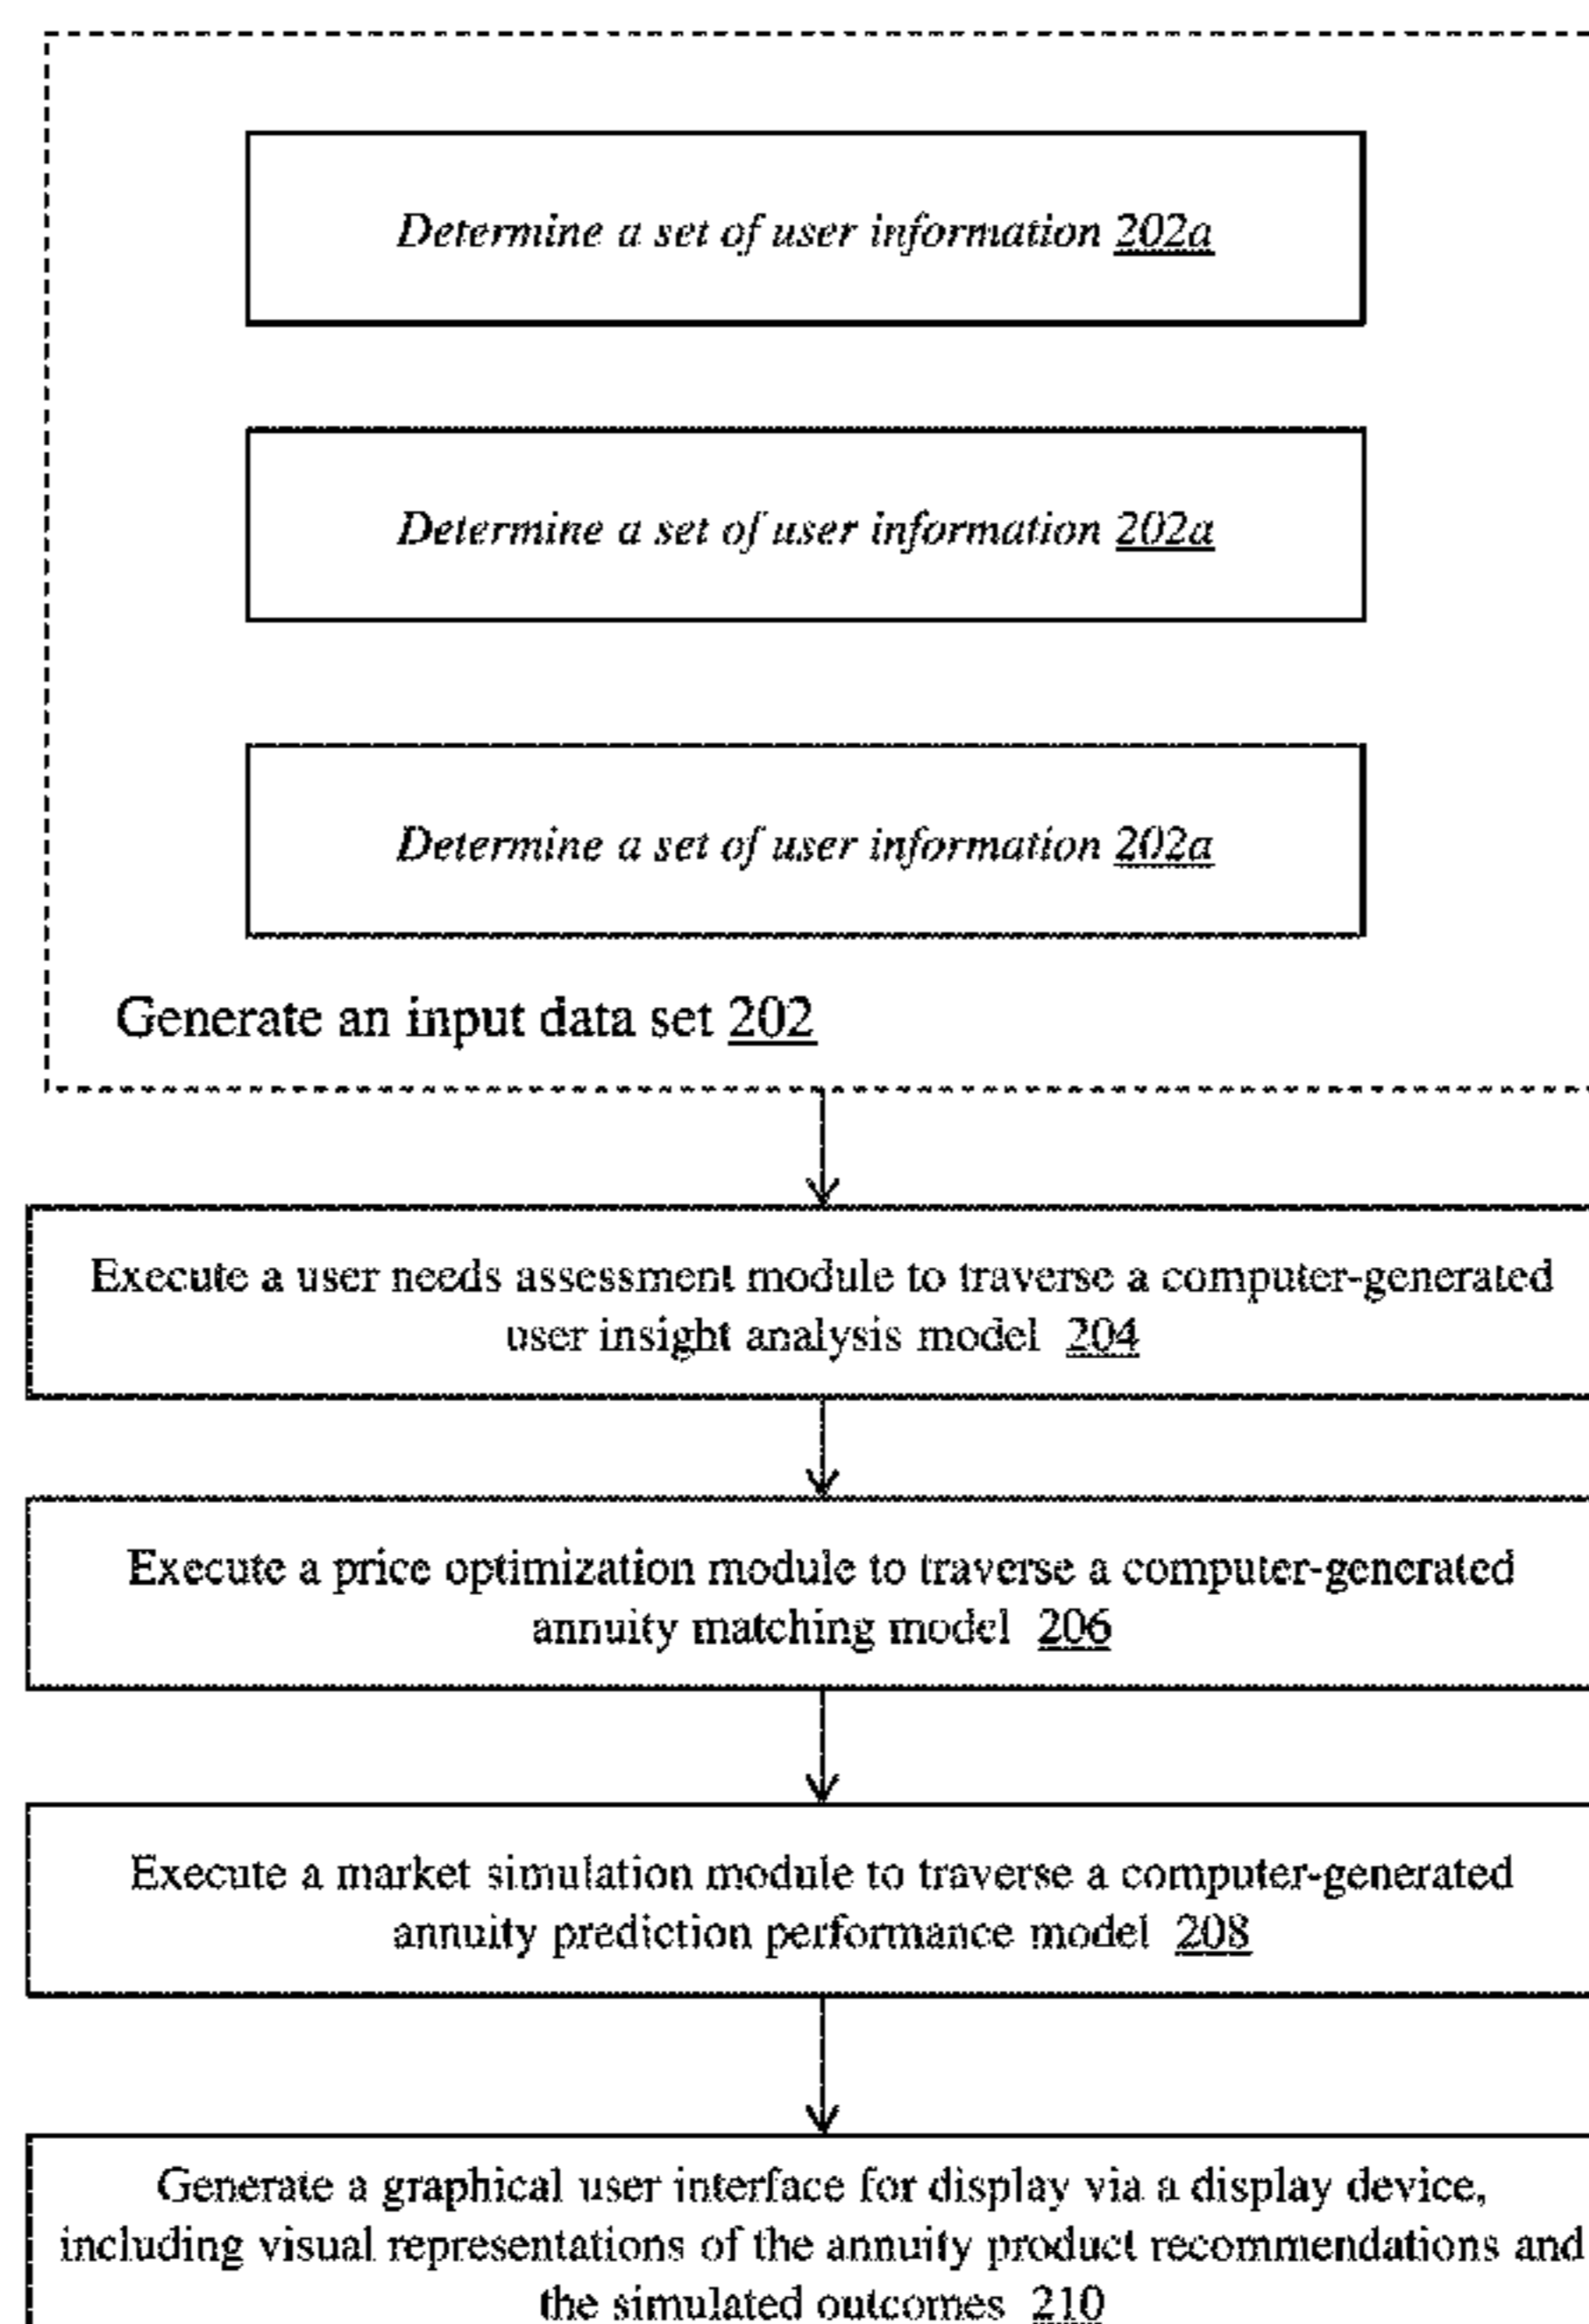 Determine a set of user information 202a
Determine a set of user information 202a
Determine a set of user information 202a
Generate an input data set 202
Execute a user needs assessment module to traverse a computer-generated
user insight analysis model 204
Execute a price optimization module to traverse a computer-generated
annuity matching model 206
Execute a market simulation module to traverse a computer-generated
annuity prediction performance model 208
Generate a graphical user interface for display via a display device,
including visual representations of the annuity product recommendations and
the simulated outcomes 210